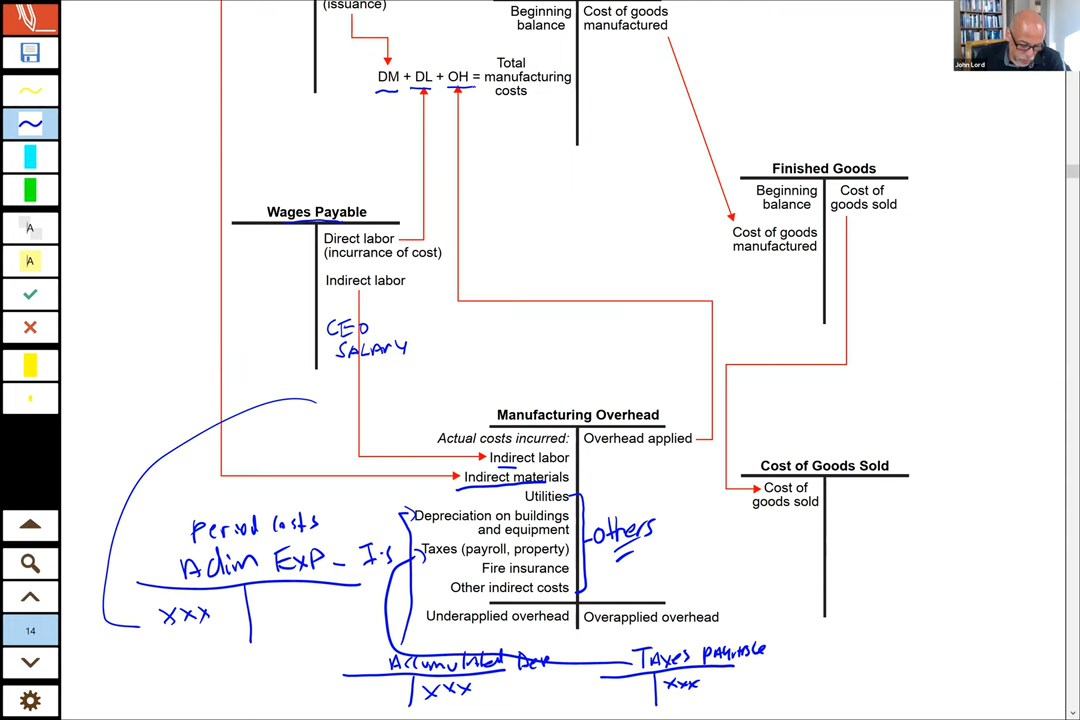 (issuance)
Beginning balance
Cost of goods manufactured
John Lord
DM + DL + OH =
Total manufacturing costs
Finished Goods
Beginning balance
Cost of goods sold
Cost of goods manufactured
Wages Payable
Direct labor
(incurrance of cost)
Indirect labor
CEO
SALARY
Manufacturing Overhead
Actual costs incurred:
Overhead applied
Indirect labor
Indirect materials
Utilities
Depreciation on buildings
and equipment
Taxes (payroll, property)
Fire insurance
Other indirect costs
Others
Underapplied overhead
Overapplied overhead
Cost of Goods Sold
Cost of
goods sold
Period Costs
Adim EXP - I.S
XXX
Accumulated Dep
XXX
TAXES PAYABLE
XXX
A
A
14